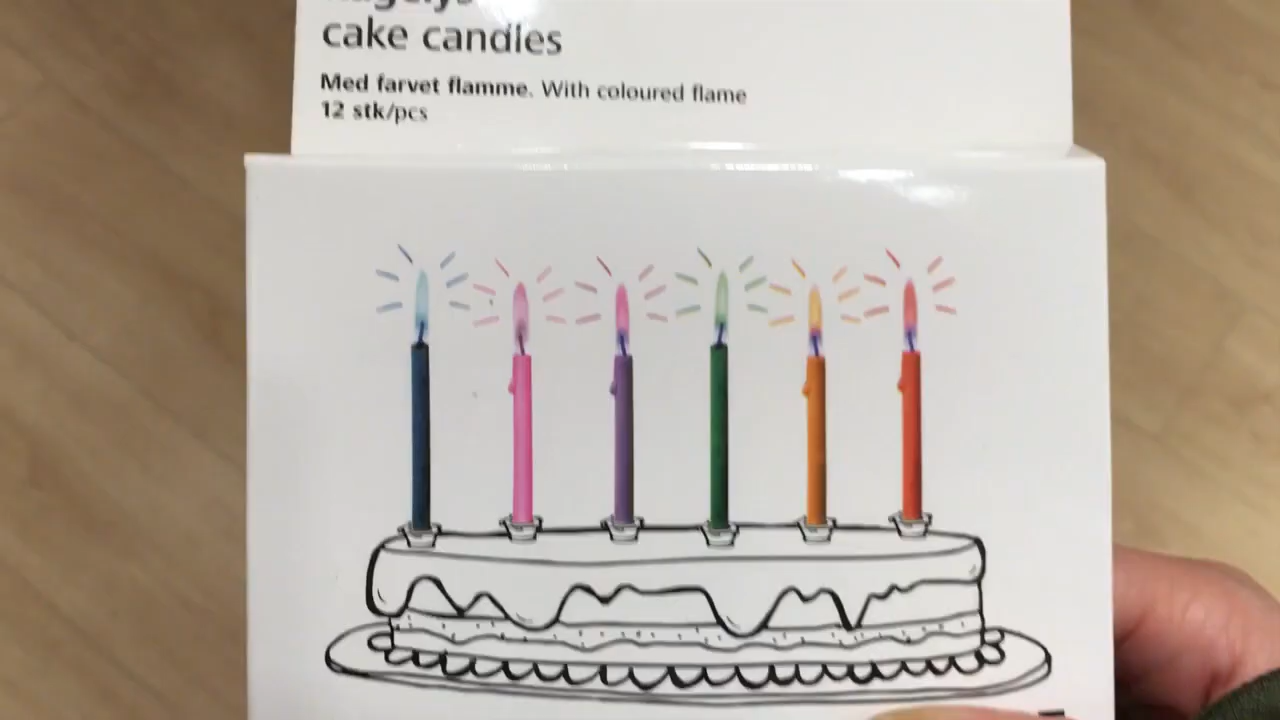 cake candles
Med farvet flamme. With coloured flame
12 stk/pcs